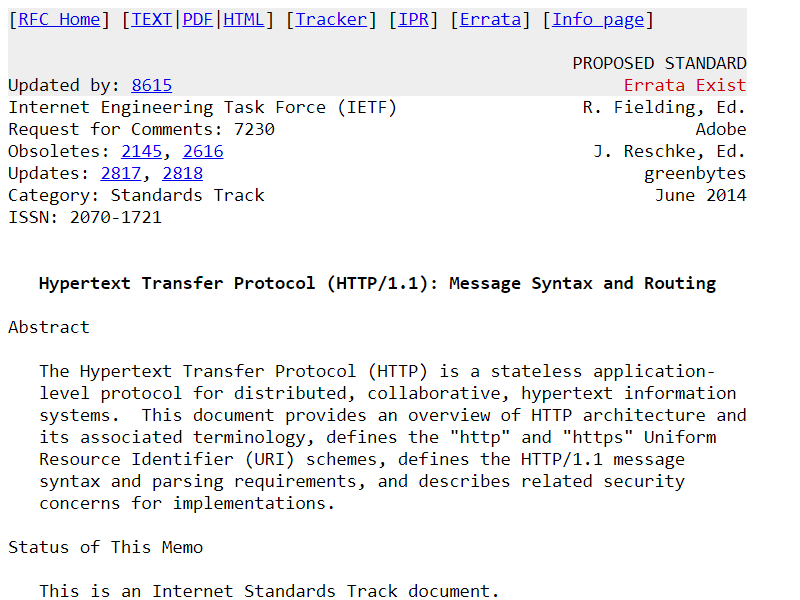 [RFC Home] [TEXT|PDF|HTML] [Tracker] [IPR] [Errata] [Info page]
PROPOSED STANDARD
Updated by: 8615 Errata Exist
Internet Engineering Task Force (IETF) R. Fielding, Ed.
Request for Comments: 7230 Adobe
Obsoletes: 2145, 2616 J. Reschke, Ed.
Updates: 2817, 2818 greenbytes
Category: Standards Track June 2014
ISSN: 2070-1721
Hypertext Transfer Protocol (HTTP/1.1): Message Syntax and Routing
Abstract
The Hypertext Transfer Protocol (HTTP) is a stateless application-
level protocol for distributed, collaborative, hypertext information
systems. This document provides an overview of HTTP architecture and
its associated terminology, defines the "http" and "https" Uniform
Resource Identifier (URI) schemes, defines the HTTP/1.1 message
syntax and parsing requirements, and describes related security
concerns for implementations.
Status of This Memo
This is an Internet Standards Track document.